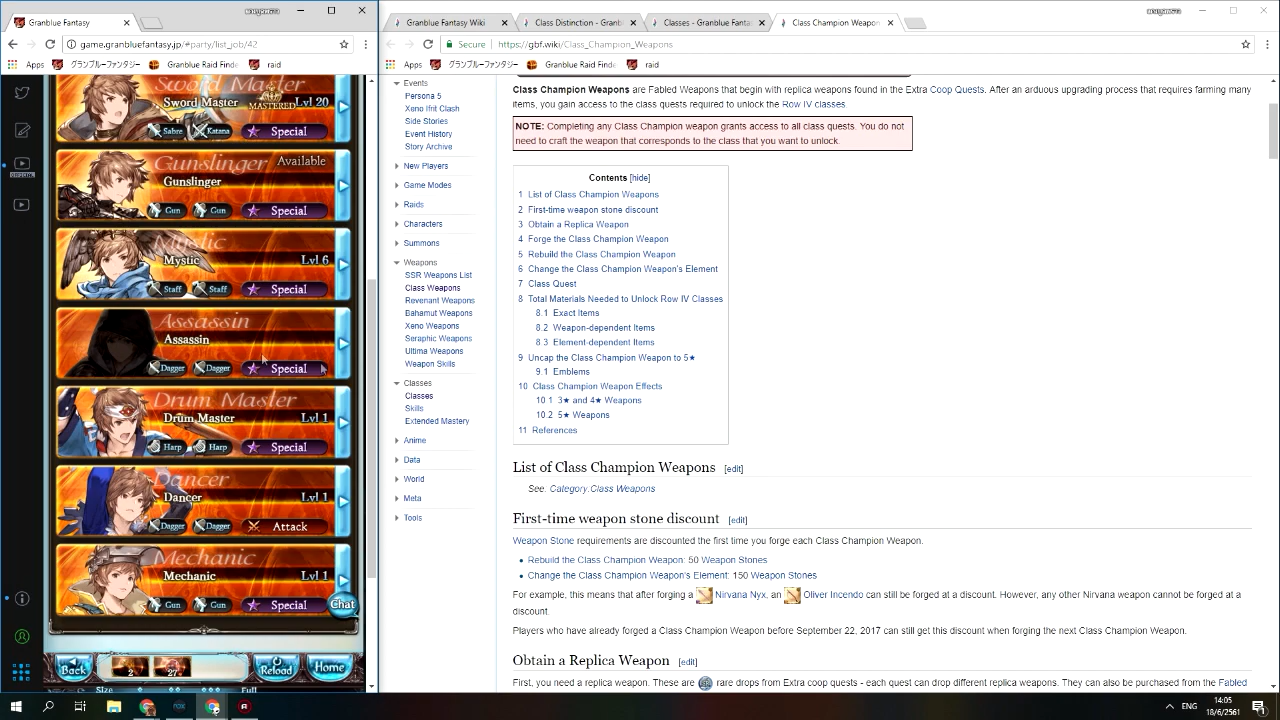 Granblue Fantasy
game.granbluefantasy.jp/#party/list_job/42
Apps グランブルーファンタジー Granblue Raid Finde raid
Sword Master
Sword Master
MASTERED Lvl 20
Sabre Katana Special
Gunslinger Available
Gunslinger
Gun Gun Special
Mystic
Mystic Lvl 6
Staff Staff Special
Assassin
Assassin
Dagger Dagger Special
Drum Master
Drum Master Lvl 1
Harp Harp Special
Dancer
Dancer Lvl 1
Dagger Dagger Attack
Mechanic
Mechanic Lvl 1
Gun Gun Special
Chat
Back 2 27 Reload Home
Size Full
Granblue Fantasy Wiki
Class Distinction - Granbl
Classes - Granblue Fantas
Class Champion Weapon
Secure https://gbf.wiki/Class_Champion_Weapons
Apps グランブルーファンタジー Granblue Raid Finde raid
Events
Persona 5
Xeno Ifrit Clash
Side Stories
Event History
Story Archive
New Players
Game Modes
Raids
Characters
Summons
Weapons
SSR Weapons List
Class Weapons
Revenant Weapons
Bahamut Weapons
Xeno Weapons
Seraphic Weapons
Ultima Weapons
Weapon Skills
Classes
Classes
Skills
Extended Mastery
Anime
Data
World
Meta
Tools
Class Champion Weapons are Fabled Weapons that begin with replica weapons found in the Extra Coop Quests. After an arduous upgrading process that requires farming many
items, you gain access to the class quests required to unlock the Row IV classes.
NOTE: Completing any Class Champion weapon grants access to all class quests. You do not
need to craft the weapon that corresponds to the class that you want to unlock.
Contents [hide]
1 List of Class Champion Weapons
2 First-time weapon stone discount
3 Obtain a Replica Weapon
4 Forge the Class Champion Weapon
5 Rebuild the Class Champion Weapon
6 Change the Class Champion Weapon's Element
7 Class Quest
8 Total Materials Needed to Unlock Row IV Classes
8.1 Exact Items
8.2 Weapon-dependent Items
8.3 Element-dependent Items
9 Uncap the Class Champion Weapon to 5★
9.1 Emblems
10 Class Champion Weapon Effects
10.1 3★ and 4★ Weapons
10.2 5★ Weapons
11 References
List of Class Champion Weapons [edit]
See: Category:Class Weapons
First-time weapon stone discount [edit]
Weapon Stone requirements are discounted the first time you forge each Class Champion Weapon.
• Rebuild the Class Champion Weapon: 50 Weapon Stones
• Change the Class Champion Weapon's Element: 150 Weapon Stones
For example, this means that after forging a Nirvana Nyx, an Oliver Incendo can still be forged at a discount. However, any other Nirvana weapon cannot be forged at a
discount.
Players who have already forged a Class Champion Weapon before September 22, 2017 can still get this discount when forging the next Class Champion Weapon.
Obtain a Replica Weapon [edit]
First, you need a replica weapon. These are rare drops from Extra coop quests, each quest can drop different replica weapons. They can also be purchased from the Fabled
ENG
14:05
18/6/2561